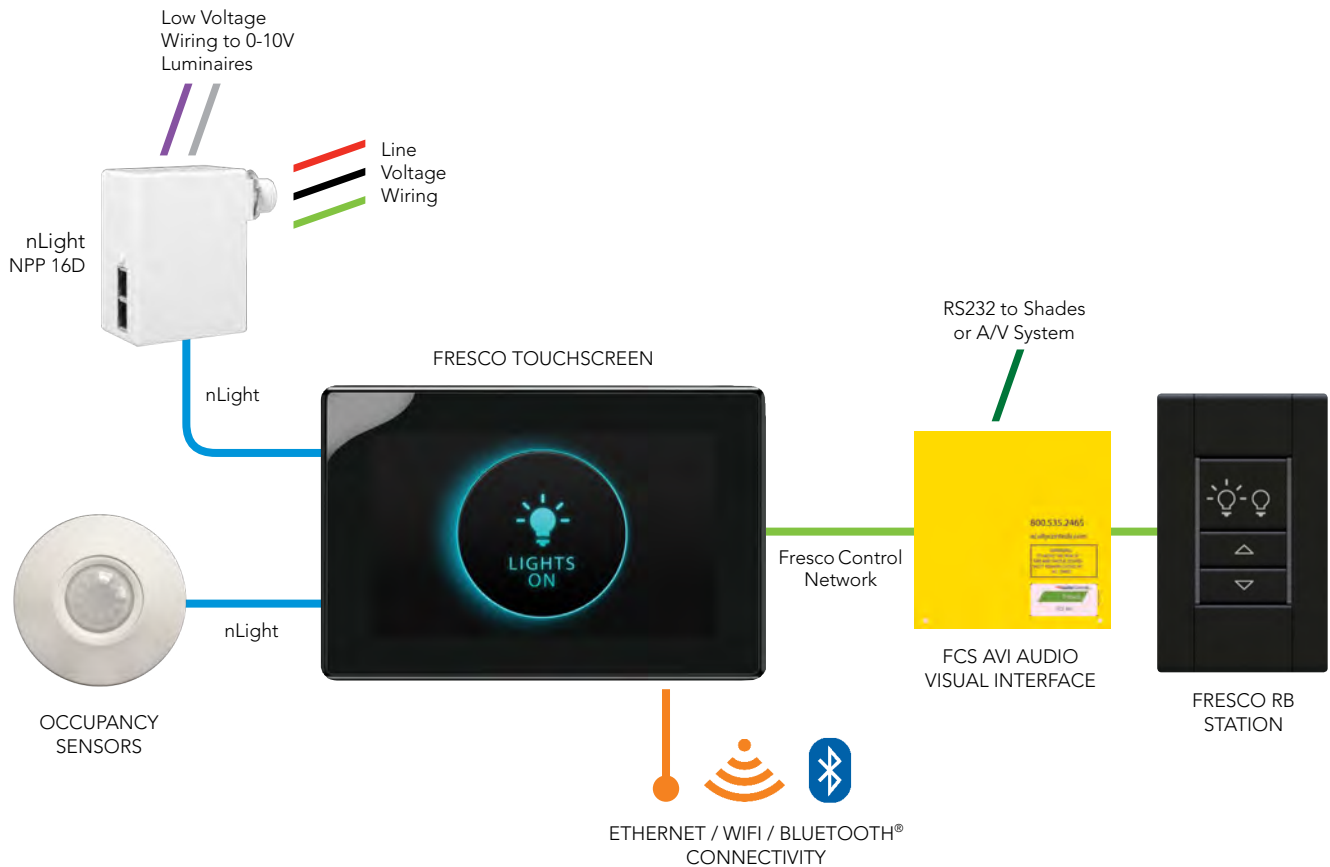 Low Voltage
Wiring to 0-10V
Luminaires
Line
Voltage
Wiring
nLight
NPP 16D
nLight
FRESCO TOUCHSCREEN
LIGHTS
ON
nLight
OCCUPANCY
SENSORS
RS232 to Shades
or A/V System
Fresco Control
Network
800.535.2465
acuitycontrols.com
FCS AVI AUDIO
VISUAL INTERFACE
FRESCO RB
STATION
ETHERNET / WIFI / BLUETOOTH®
CONNECTIVITY